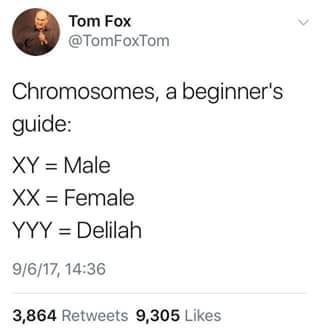 Tom Fox
@TomFoxTom
Chromosomes, a beginner's
guide:
XY = Male
XX = Female
YYY = Delilah
9/6/17, 14:36
3,864 Retweets 9,305 Likes